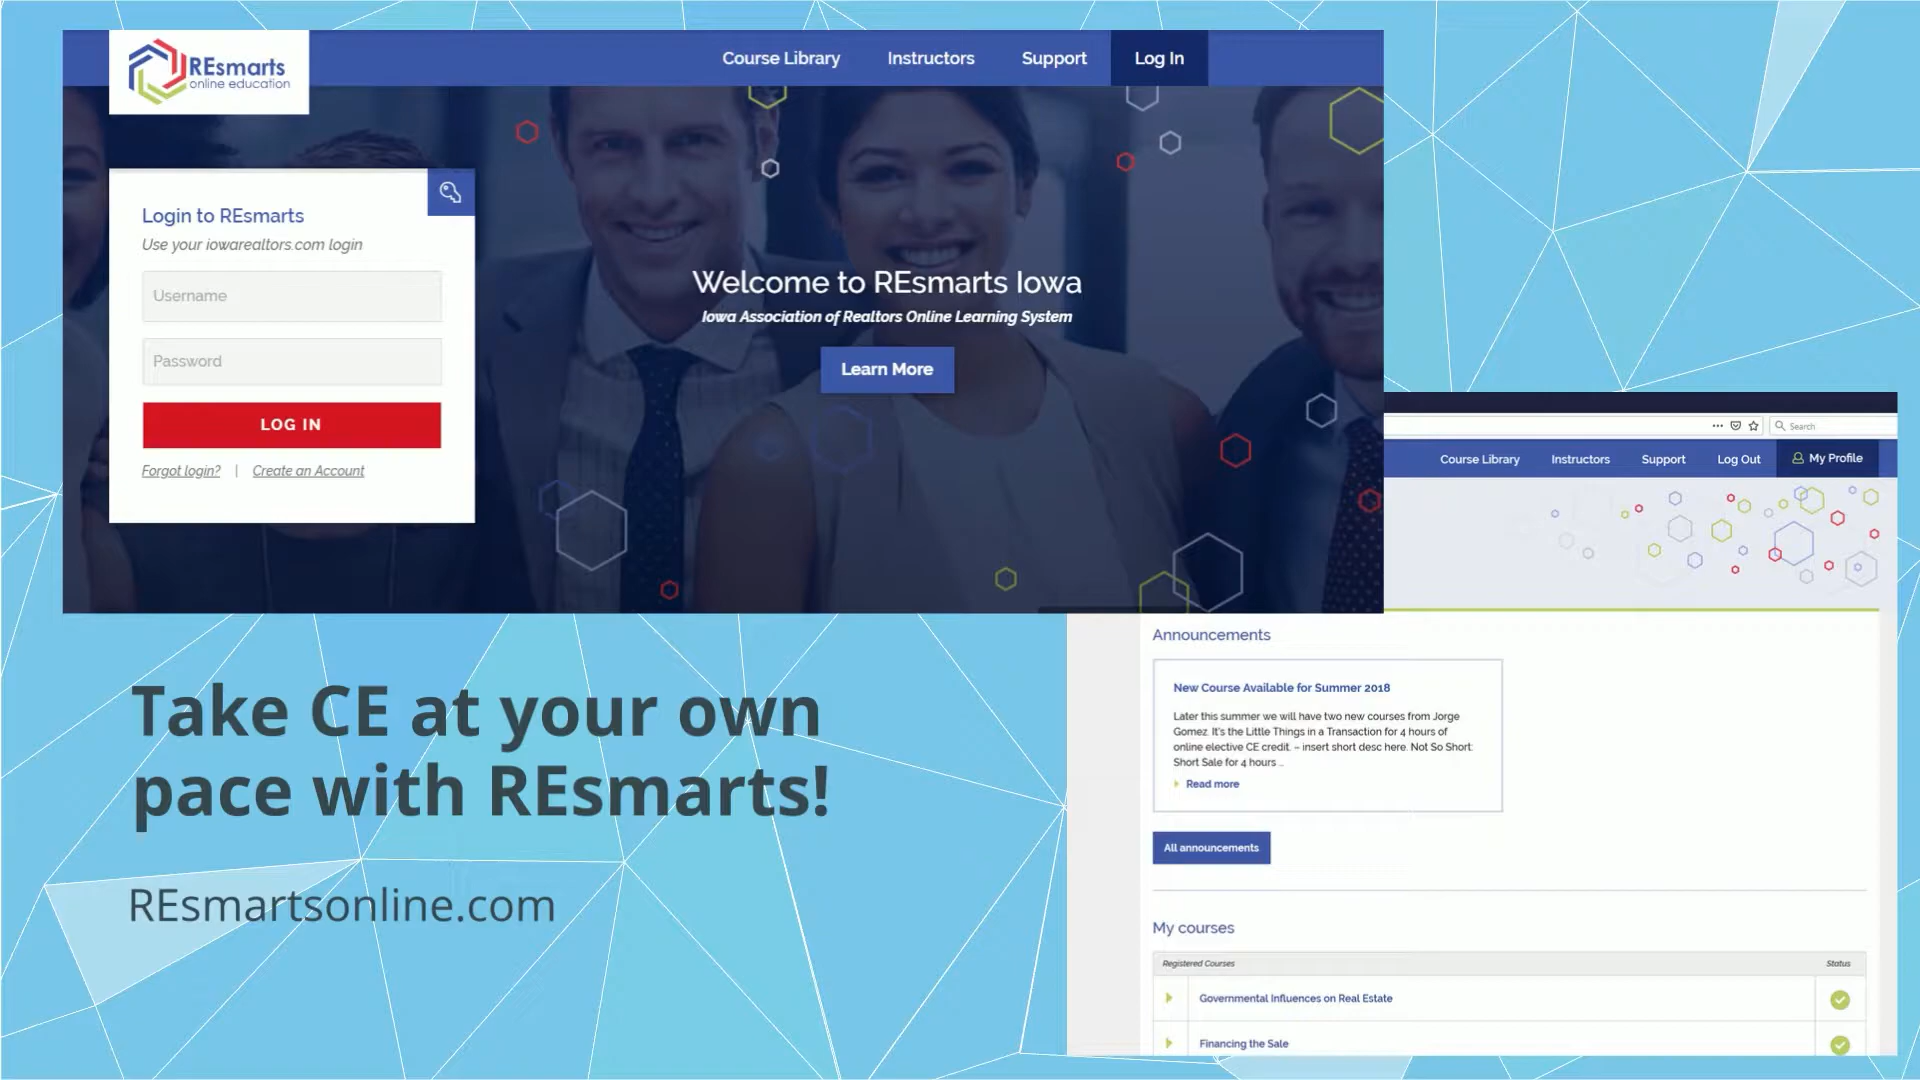 REsmarts
online education
Course Library
Instructors
Support
Log In
Login to REsmarts
Use your iowarealtors.com login
Username
Password
LOG IN
Forgot login? | Create an Account
Welcome to REsmarts Iowa
Iowa Association of Realtors Online Learning System
Learn More
Search
Course Library
Instructors
Support
Log Out
My Profile
Announcements
New Course Available for Summer 2018
Later this summer we will have two new courses from Jorge
Gomez. It's the Little Things in a Transaction for 4 hours of
online elective CE credit. – insert short desc here. Not So Short:
Short Sale for 4 hours ...
Read more
All announcements
My courses
Registered Courses
Status
Governmental Influences on Real Estate
Financing the Sale
Take CE at your own
pace with REsmarts!
REsmartsonline.com